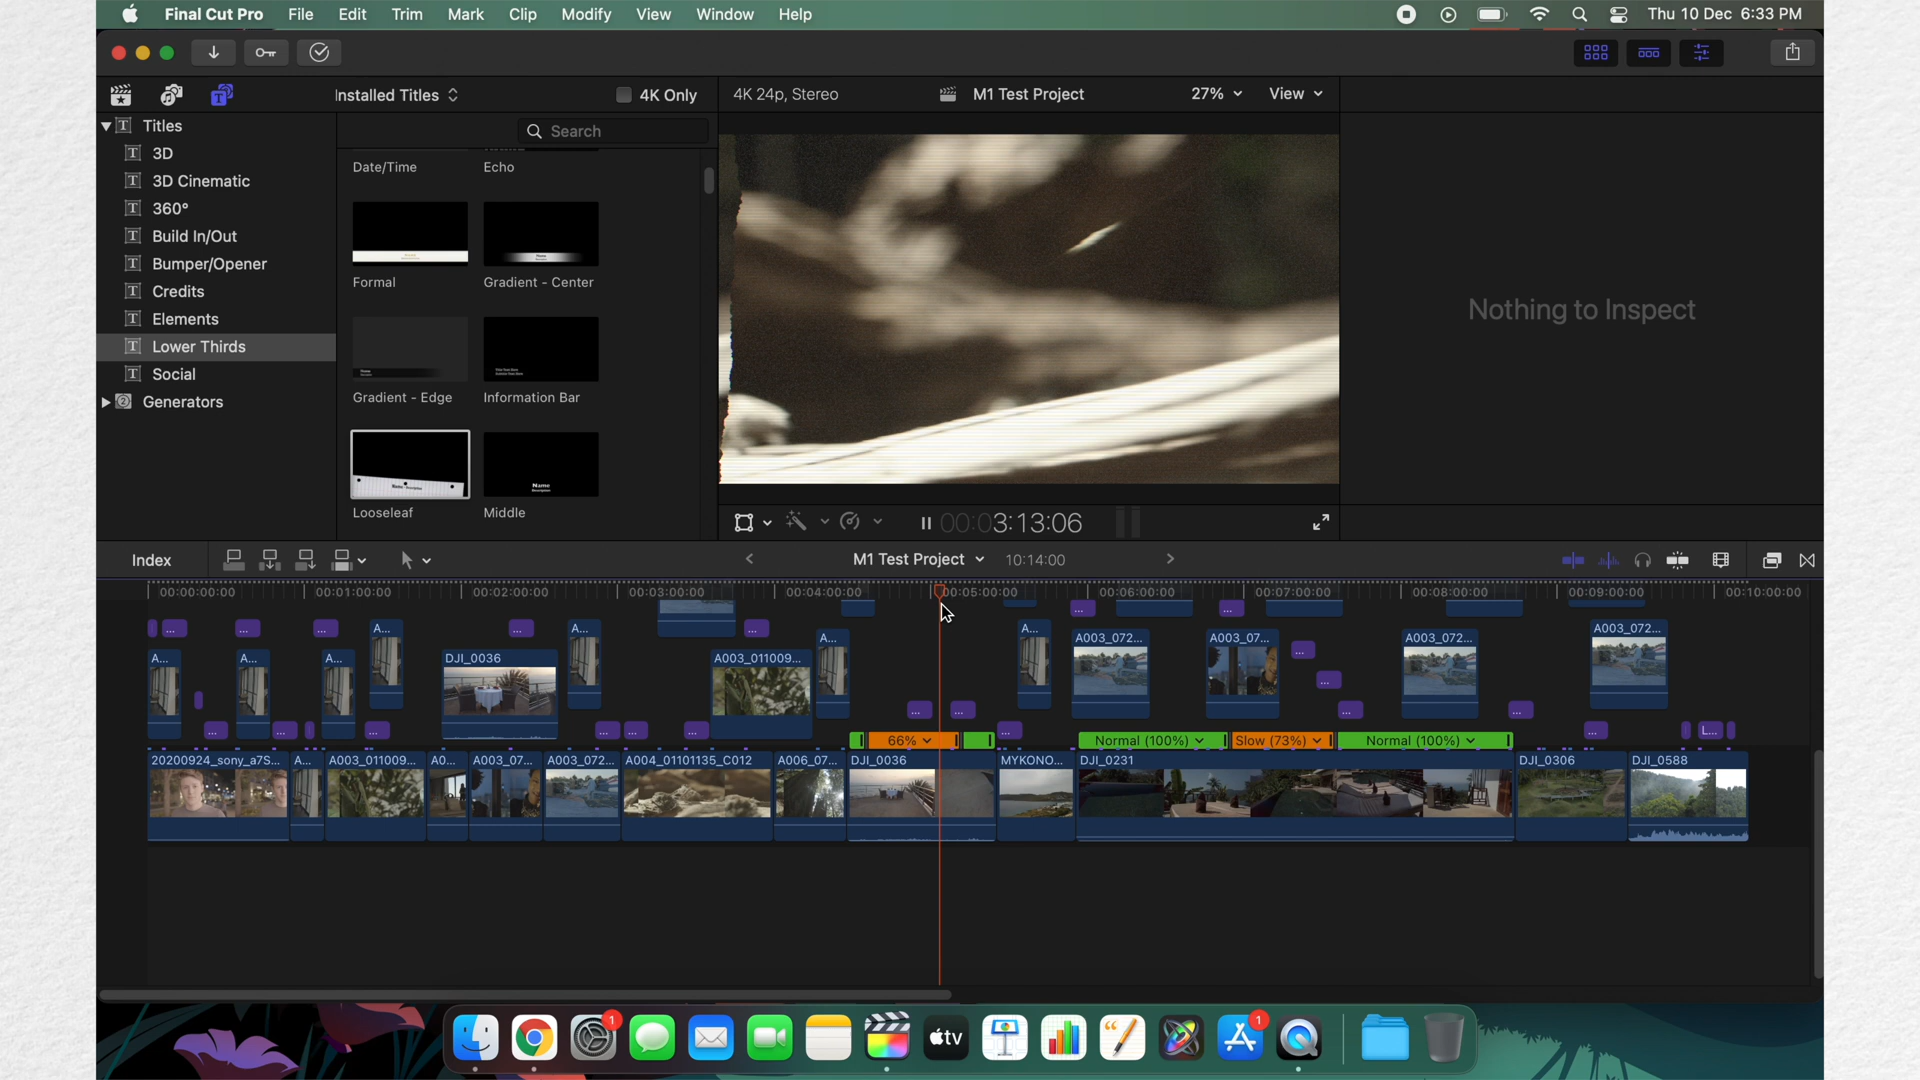 Final Cut Pro File Edit Trim Mark Clip Modify View Window Help Thu 10 Dec 6:33 PM
Installed Titles 4K Only 4K 24p, Stereo M1 Test Project 27% View
Titles
Search
3D
Date/Time Echo
3D Cinematic
360°
Build In/Out
Bumper/Opener
Formal Gradient - Center
Credits
Nothing to Inspect
Elements
Lower Thirds
Social
Gradient - Edge Information Bar
Generators
Name
Looseleaf Middle
00:03:13:06
Index M1 Test Project 10:14:00
00:00:00:00 00:01:00:00 00:02:00:00 00:03:00:00 00:04:00:00 00:05:00:00 00:06:00:00 00:07:00:00 00:08:00:00 00:09:00:00 00:10:00:00
... ... ... A... ... A... ... A... ... A... A003_072... ... A003_07... ... A003_072... A003_072...
A... A... A... DJI_0036 A003_011009...
... ... ... ... ... ... ... ... ... ... ... ... L...
66% Normal (100%) Slow (73%) Normal (100%)
20200924_sony_a7S... A... A003_011009... A0... A003_07... A003_072... A004_01101135_C012 A006_07... DJI_0036 MYKONO... DJI_0231 DJI_0306 DJI_0588
1 tv 1